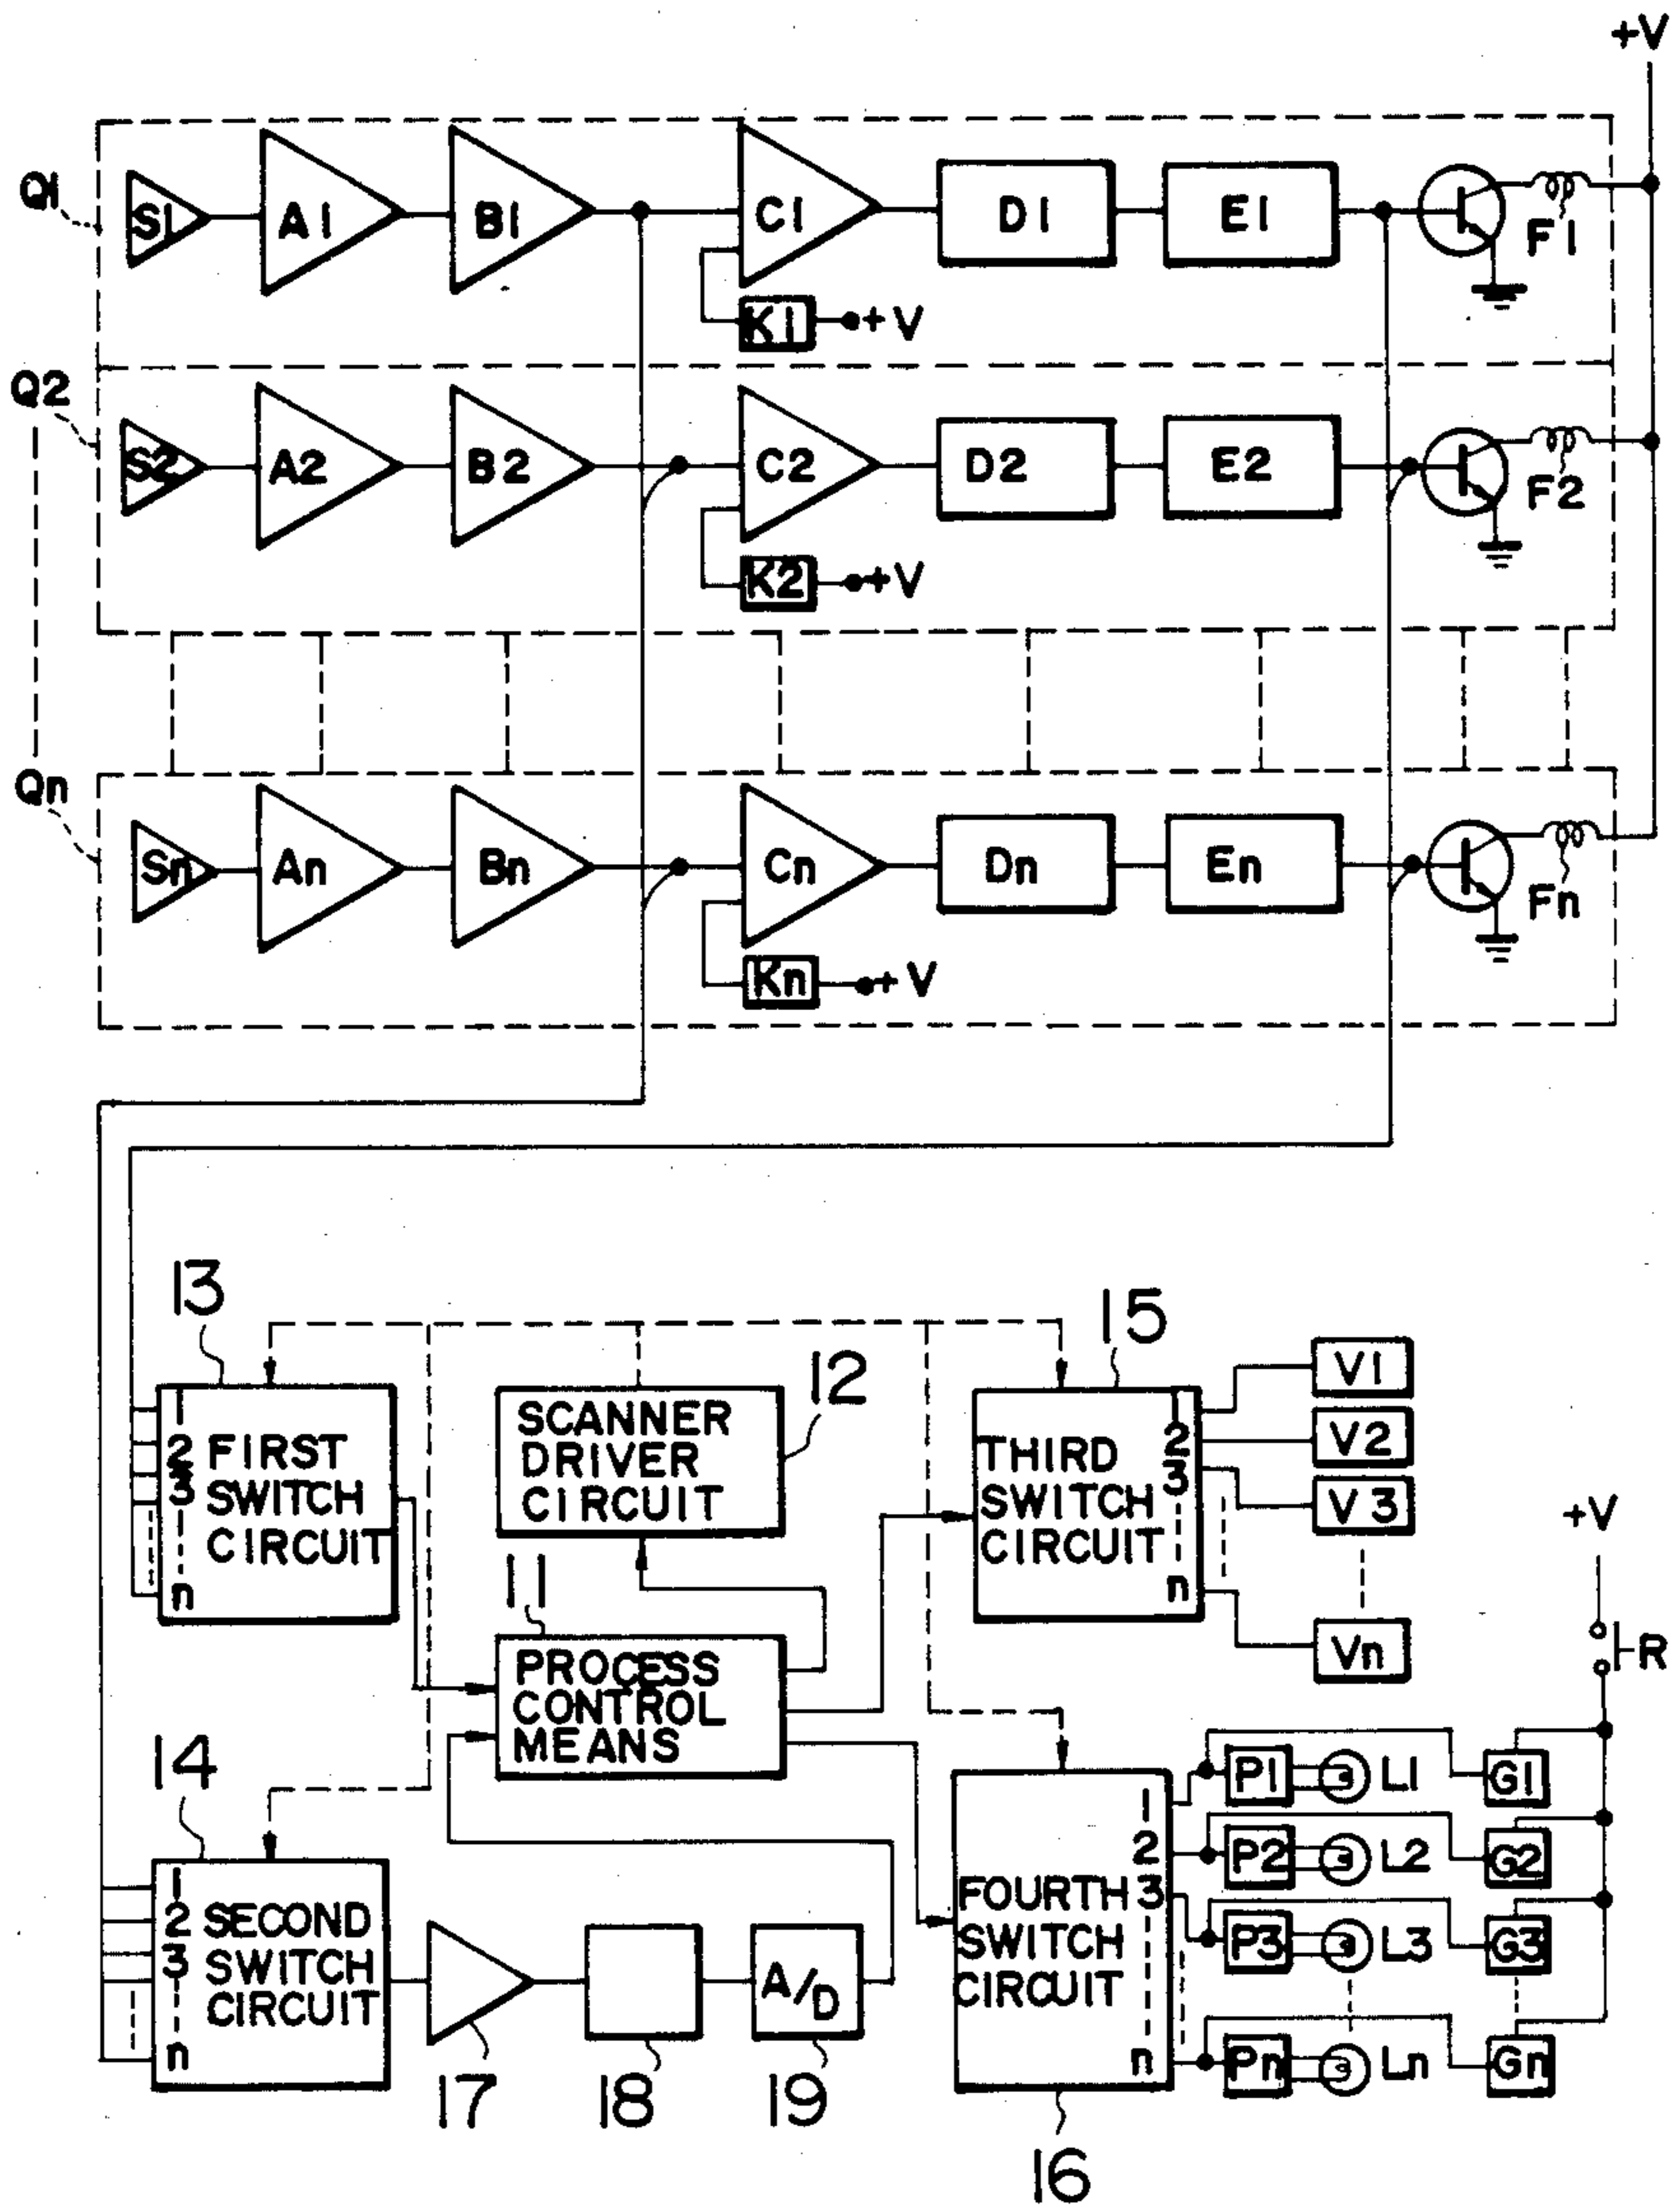 +V
Q1
S1 A1 B1 C1 D1 E1 F1
K1 +V
Q2
S2 A2 B2 C2 D2 E2 F2
K2 +V
Qn
Sn An Bn Cn Dn En Fn
Kn +V
13
1
2 FIRST
3 SWITCH
CIRCUIT
n
12
SCANNER
DRIVER
CIRCUIT
11
PROCESS
CONTROL
MEANS
15
1
THIRD 2
SWITCH 3
CIRCUIT
n
V1
V2
V3
Vn
+V
R
14
1
2 SECOND
3 SWITCH
CIRCUIT
n
17
18
A/D
19
1
2
FOURTH 3
SWITCH
CIRCUIT
n
16
P1 L1 G1
P2 L2 G2
P3 L3 G3
Pn Ln Gn